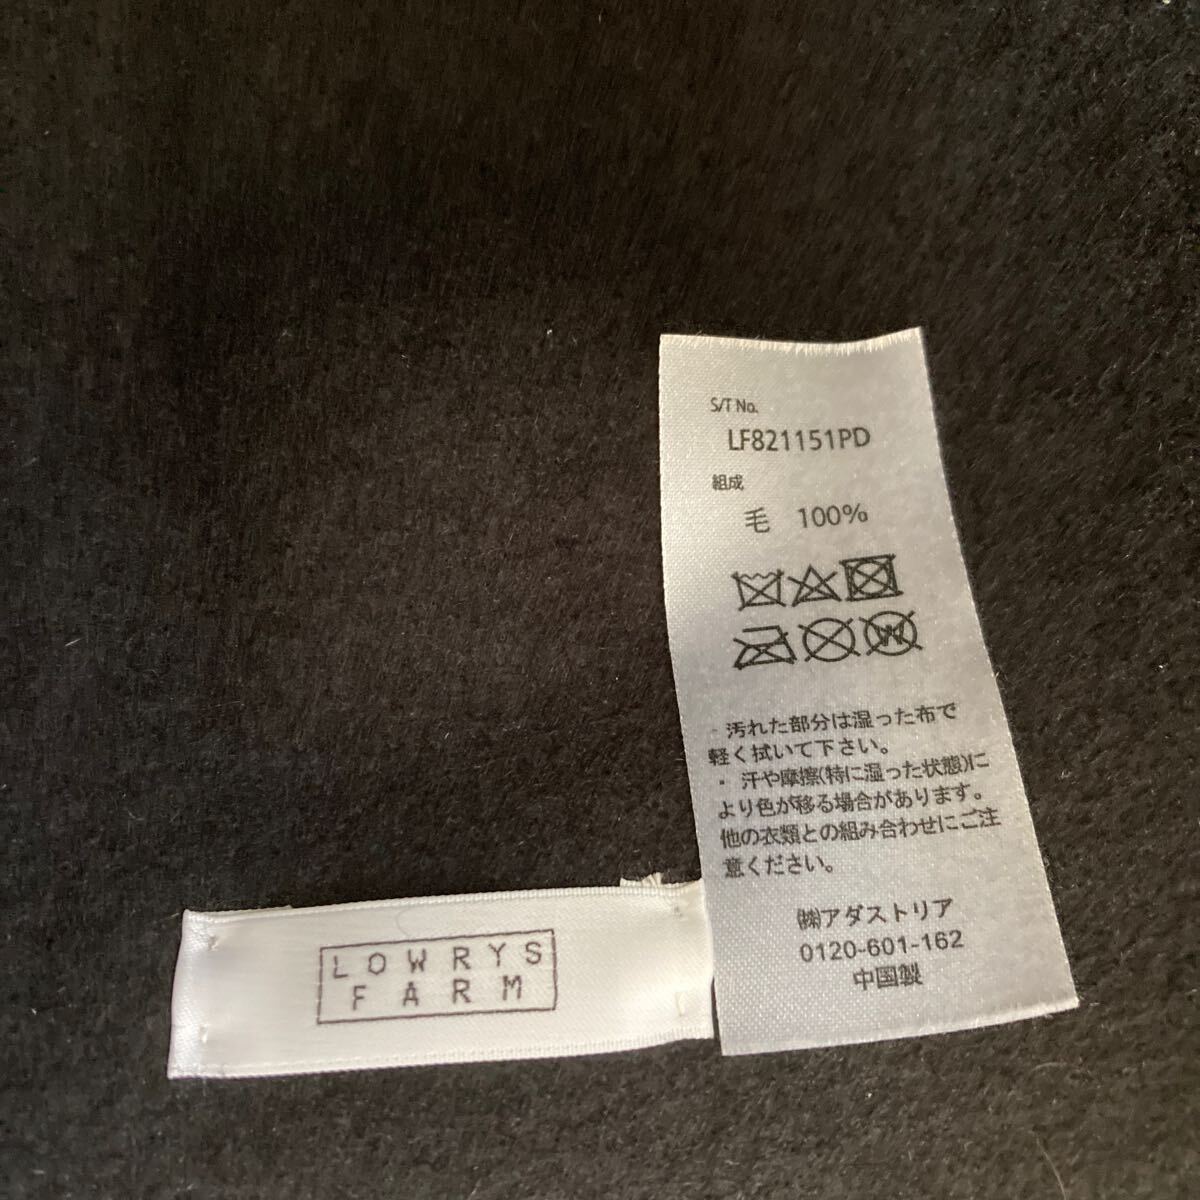 S/T No.
LF821151PD
組成
毛 100%
W
・汚れた部分は湿った布で
軽く拭いて下さい。
・汗や摩擦(特に湿った状態)に
より色が移る場合があります。
他の衣類との組み合わせにご注
意ください。
㈱アダストリア
0120-601-162
中国製
LOWRYS
FARM